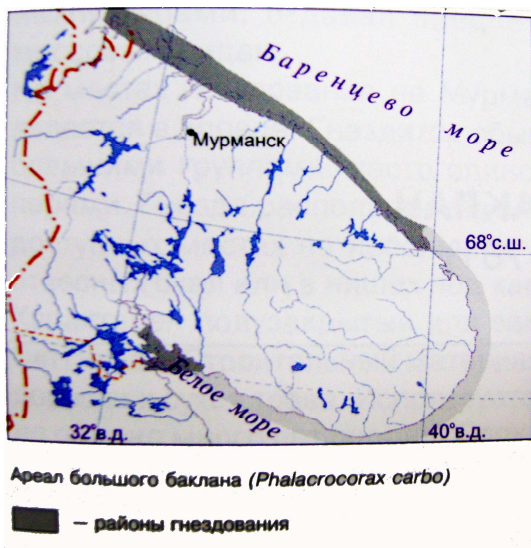 Баренцево море
Мурманск
68°с.ш.
Белое море
32°в.д.
40°в.д.
Ареал большого баклана (Phalacrocorax carbo)
– районы гнездования